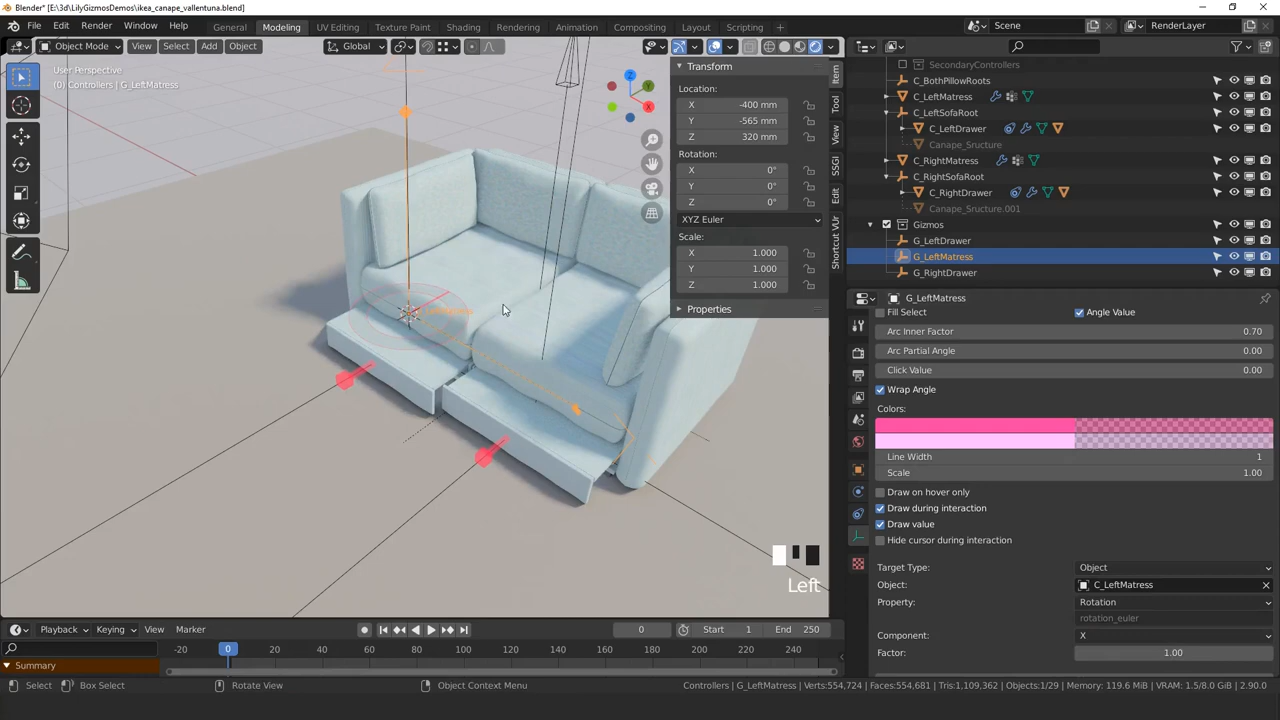 Blender* [E:\3d\LilyGizmosDemos\ikea_canape_vallentuna.blend]
File Edit Render Window Help General Modeling UV Editing Texture Paint Shading Rendering Animation Compositing Layout Scripting Scene RenderLayer
Object Mode View Select Add Object Global
User Perspective
(0) Controllers | G_LeftMatress
Transform
Location:
X -400 mm
Y -565 mm
Z 320 mm
Rotation:
X 0°
Y 0°
Z 0°
XYZ Euler
Scale:
X 1.000
Y 1.000
Z 1.000
Properties
Item
Tool
View
SSGI
Edit
Shortcut VUr
SecondaryControllers
C_BothPillowRoots
C_LeftMatress
C_LeftSofaRoot
C_LeftDrawer
Canape_Sructure
C_RightMatress
C_RightSofaRoot
C_RightDrawer
Canape_Sructure.001
Gizmos
G_LeftDrawer
G_LeftMatress
G_RightDrawer
G_LeftMatress
Fill Select Angle Value
Arc Inner Factor 0.70
Arc Partial Angle 0.00
Click Value 0.00
Wrap Angle
Colors:
Line Width 1
Scale 1.00
Draw on hover only
Draw during interaction
Draw value
Hide cursor during interaction
Target Type: Object
Object: C_LeftMatress
Property: Rotation
rotation_euler
Component: X
Factor: 1.00
Left
Playback Keying View Marker 0 Start 1 End 250
-20 0 20 40 60 80 100 120 140 160 180 200 220 240
Summary
Select Box Select Rotate View Object Context Menu Controllers | G_LeftMatress | Verts:554,724 | Faces:554,681 | Tris:1,109,362 | Objects:1/29 | Memory: 119.6 MiB | VRAM: 1.5/8.0 GiB | 2.90.0